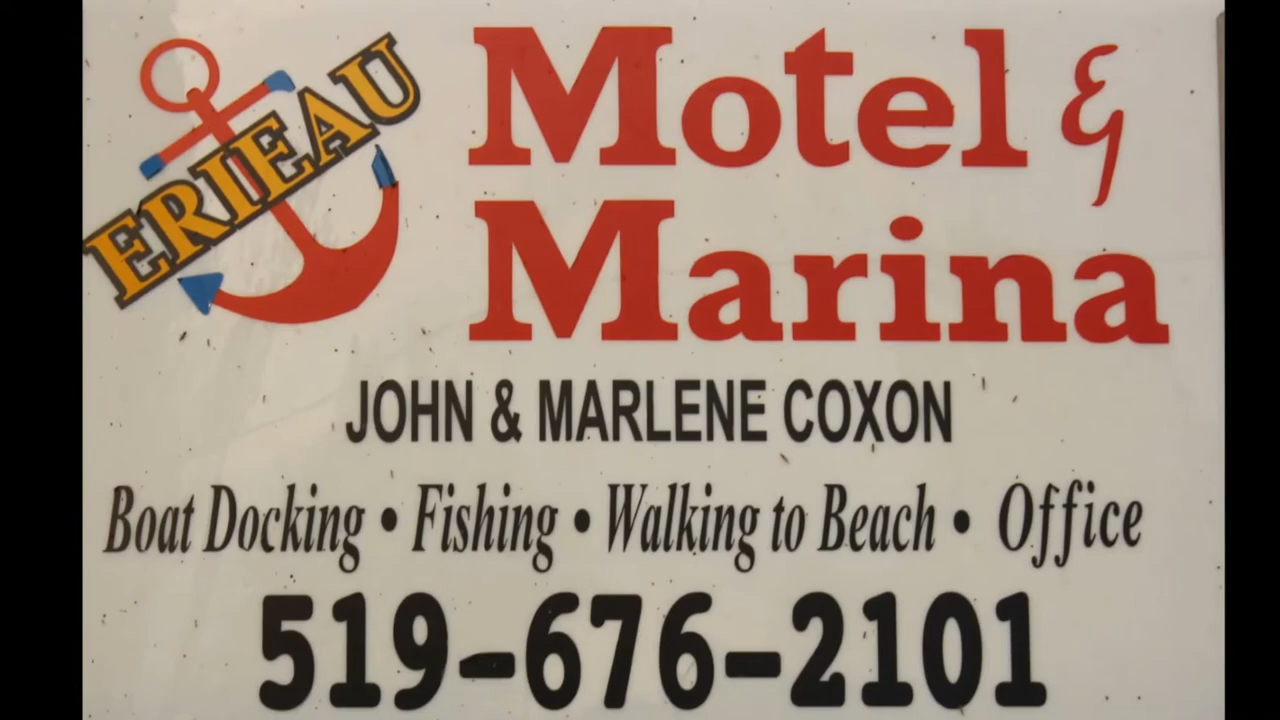 ERIEAU
Motel &
Marina
JOHN & MARLENE COXON
Boat Docking • Fishing • Walking to Beach • Office
519-676-2101